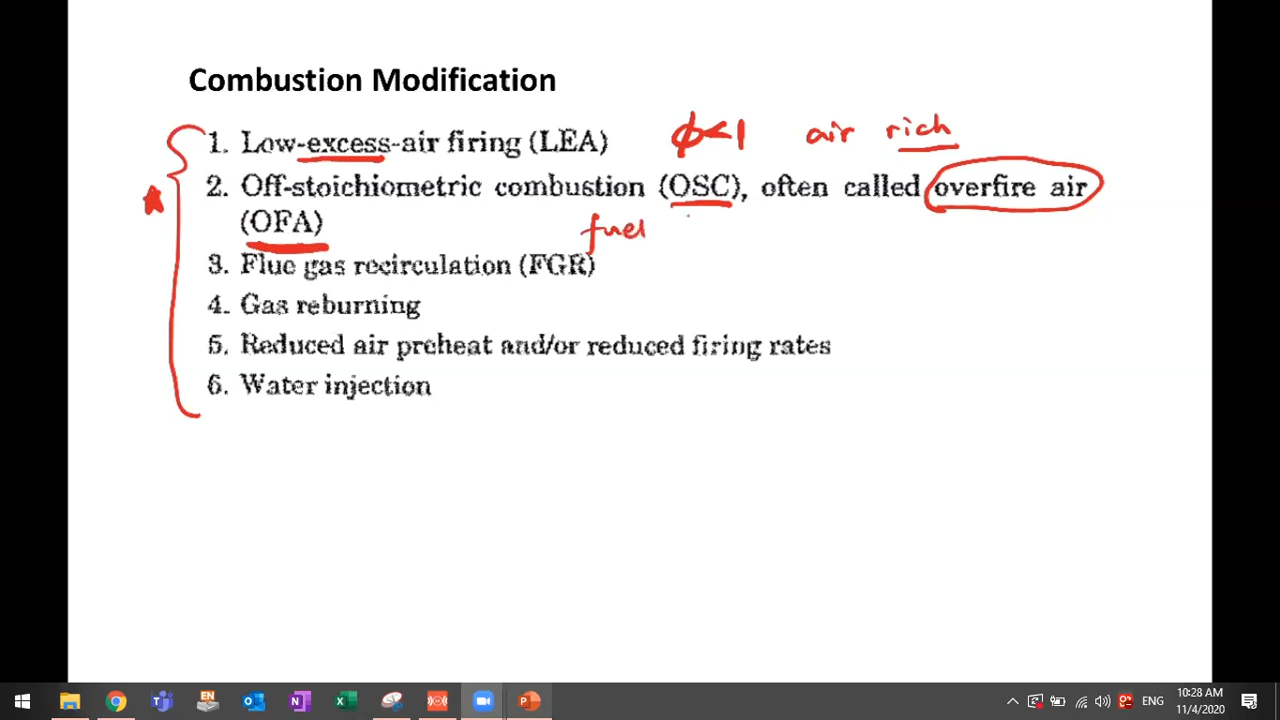 Combustion Modification
1. Low-excess-air firing (LEA) ϕ<1 air rich
2. Off-stoichiometric combustion (OSC), often called overfire air
(OFA) fuel
3. Flue gas recirculation (FGR)
4. Gas reburning
5. Reduced air preheat and/or reduced firing rates
6. Water injection
ENG
10:28 AM
11/4/2020